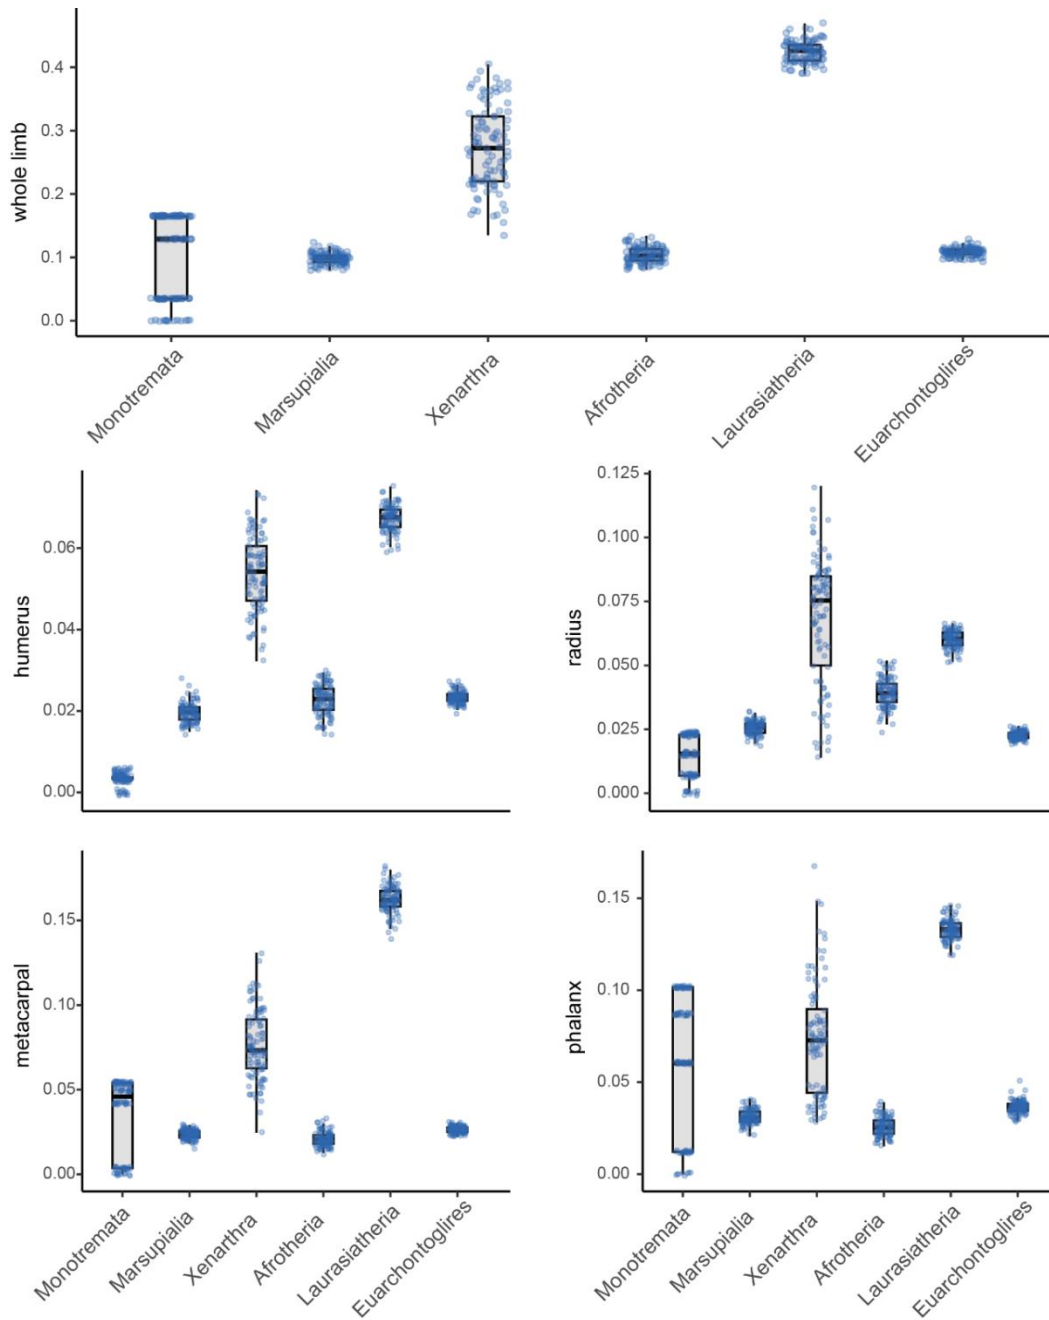 whole limb
0.4
0.3
0.2
0.1
0.0
Monotremata
Marsupialia
Xenarthra
Afrotheria
Laurasiatheria
Euarchontoglires
humerus
0.06
0.04
0.02
0.00
radius
0.125
0.100
0.075
0.050
0.025
0.000
metacarpal
0.15
0.10
0.05
0.00
Monotremata
Marsupialia
Xenarthra
Afrotheria
Laurasiatheria
Euarchontoglires
phalanx
0.15
0.10
0.05
0.00
Monotremata
Marsupialia
Xenarthra
Afrotheria
Laurasiatheria
Euarchontoglires